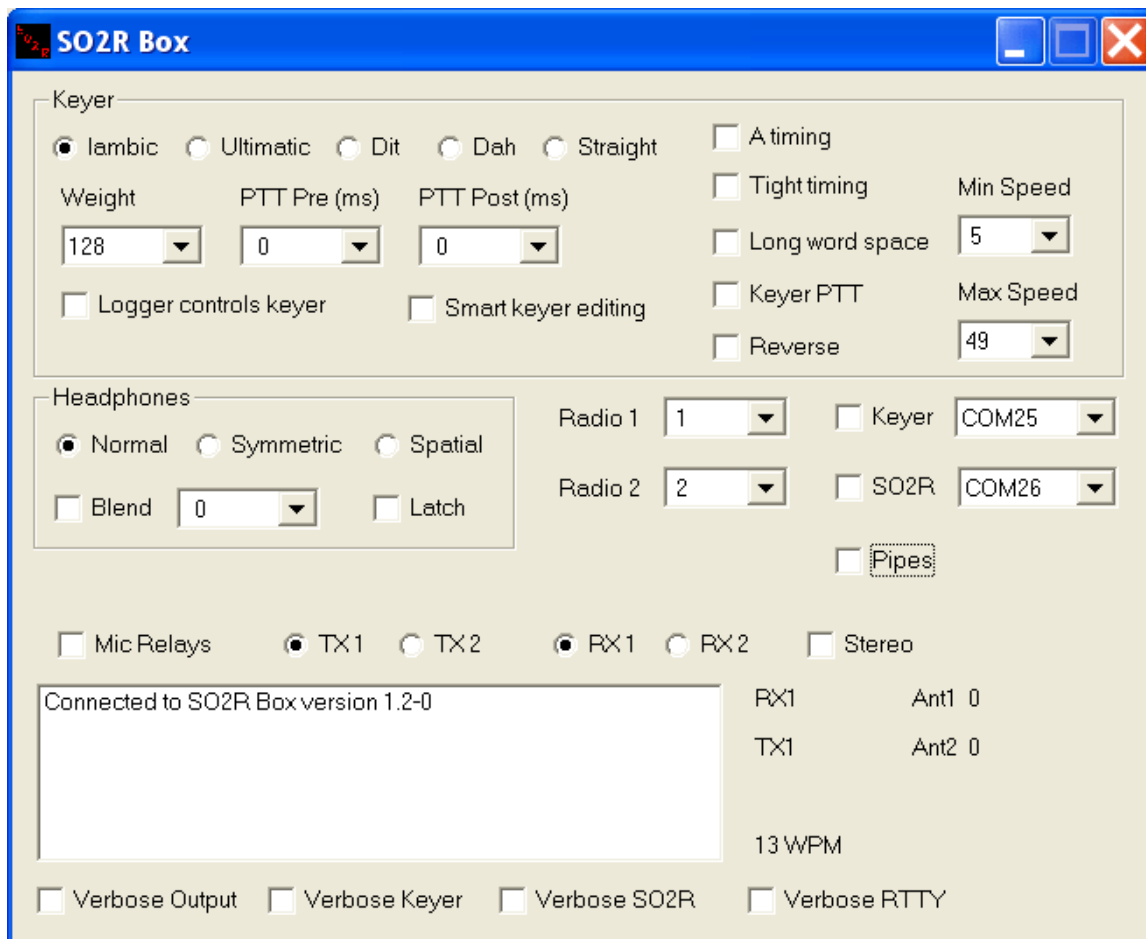 SO2R Box
Keyer
Iambic Ultimatic Dit Dah Straight A timing
Weight PTT Pre (ms) PTT Post (ms) Tight timing Min Speed
128 0 0 Long word space 5
Logger controls keyer Smart keyer editing Keyer PTT Max Speed
Reverse 49
Headphones
Normal Symmetric Spatial
Blend 0 Latch
Radio 1 1 Keyer COM25
Radio 2 2 SO2R COM26
Pipes
Mic Relays TX1 TX2 RX1 RX2 Stereo
Connected to SO2R Box version 1.2-0
RX1 Ant1 0
TX1 Ant2 0
13 WPM
Verbose Output Verbose Keyer Verbose SO2R Verbose RTTY